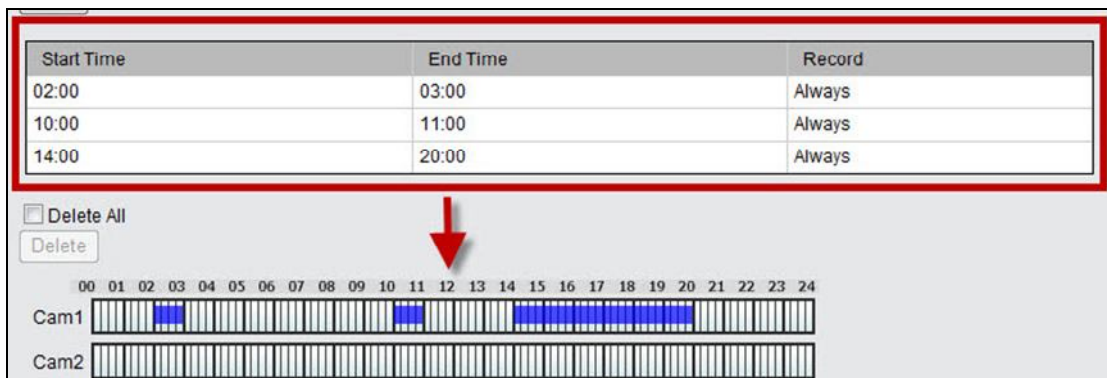 Start Time End Time Record
02:00 03:00 Always
10:00 11:00 Always
14:00 20:00 Always
Delete All
Delete
00 01 02 03 04 05 06 07 08 09 10 11 12 13 14 15 16 17 18 19 20 21 22 23 24
Cam1
Cam2